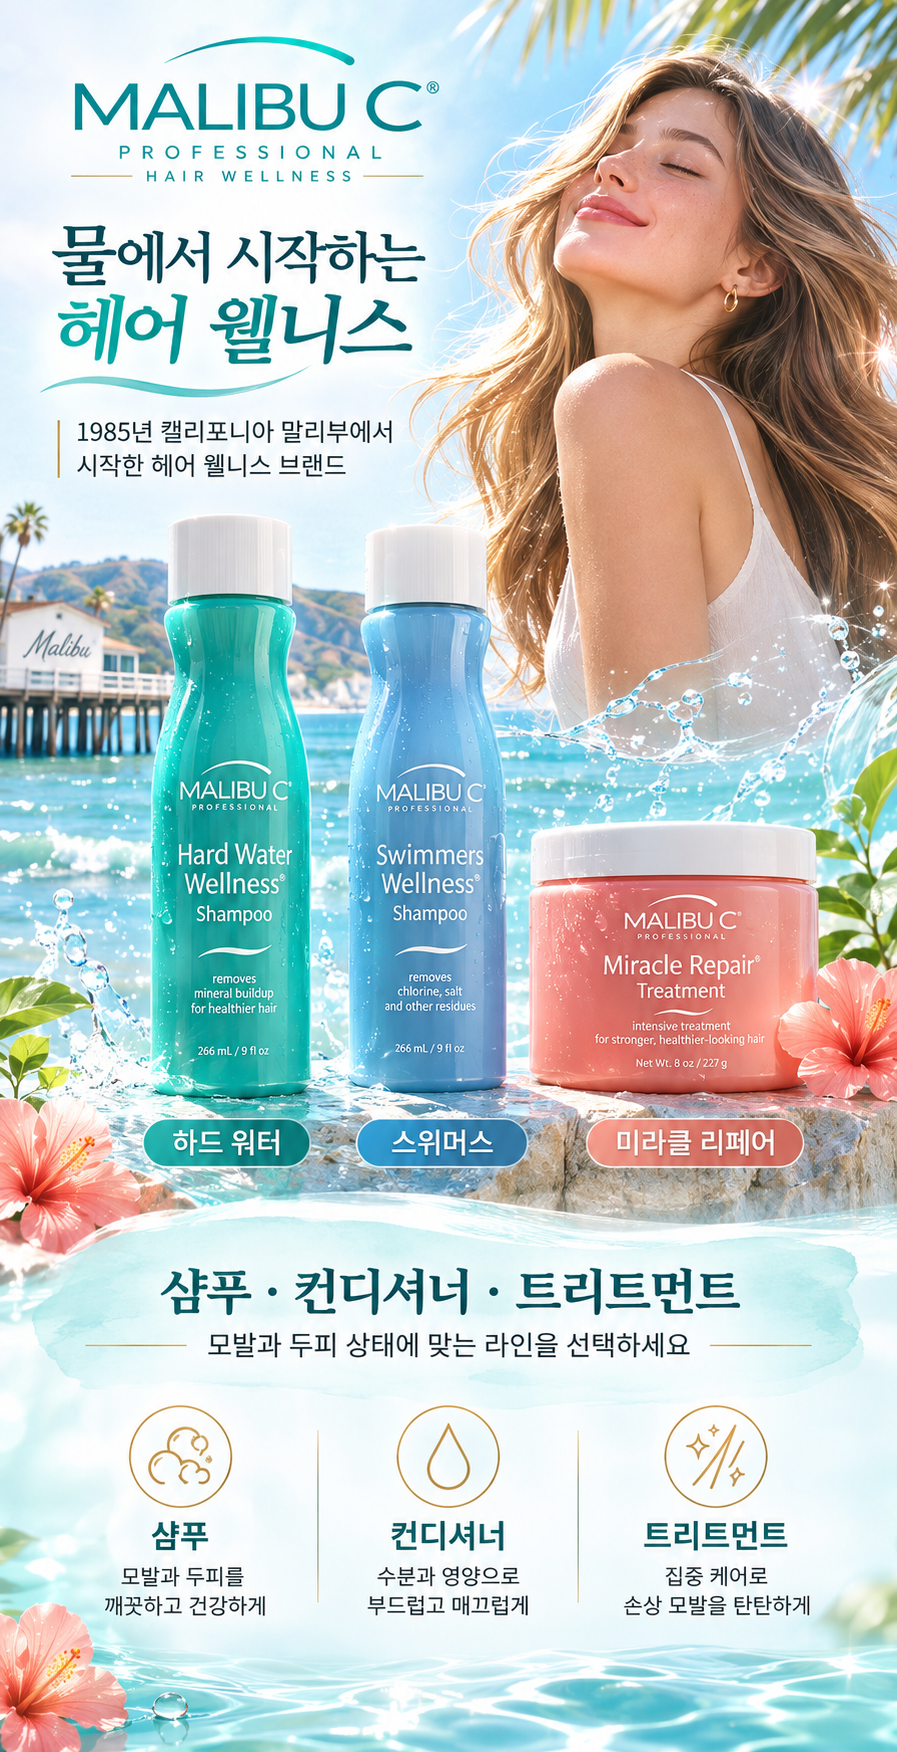 MALIBU C®
PROFESSIONAL
HAIR WELLNESS
물에서 시작하는
헤어 웰니스
1985년 캘리포니아 말리부에서
시작한 헤어 웰니스 브랜드
Malibu
MALIBU C®
PROFESSIONAL
Hard Water
Wellness®
Shampoo
removes
mineral buildup
for healthier hair
266 mL / 9 fl oz
MALIBU C®
PROFESSIONAL
Swimmers
Wellness®
Shampoo
removes
chlorine, salt
and other residues
266 mL / 9 fl oz
MALIBU C®
PROFESSIONAL
Miracle Repair®
Treatment
intensive treatment
for stronger, healthier-looking hair
Net Wt. 8 oz / 227 g
하드 워터
스위머스
미라클 리페어
샴푸 · 컨디셔너 · 트리트먼트
모발과 두피 상태에 맞는 라인을 선택하세요
샴푸
모발과 두피를
깨끗하고 건강하게
컨디셔너
수분과 영양으로
부드럽고 매끄럽게
트리트먼트
집중 케어로
손상 모발을 탄탄하게